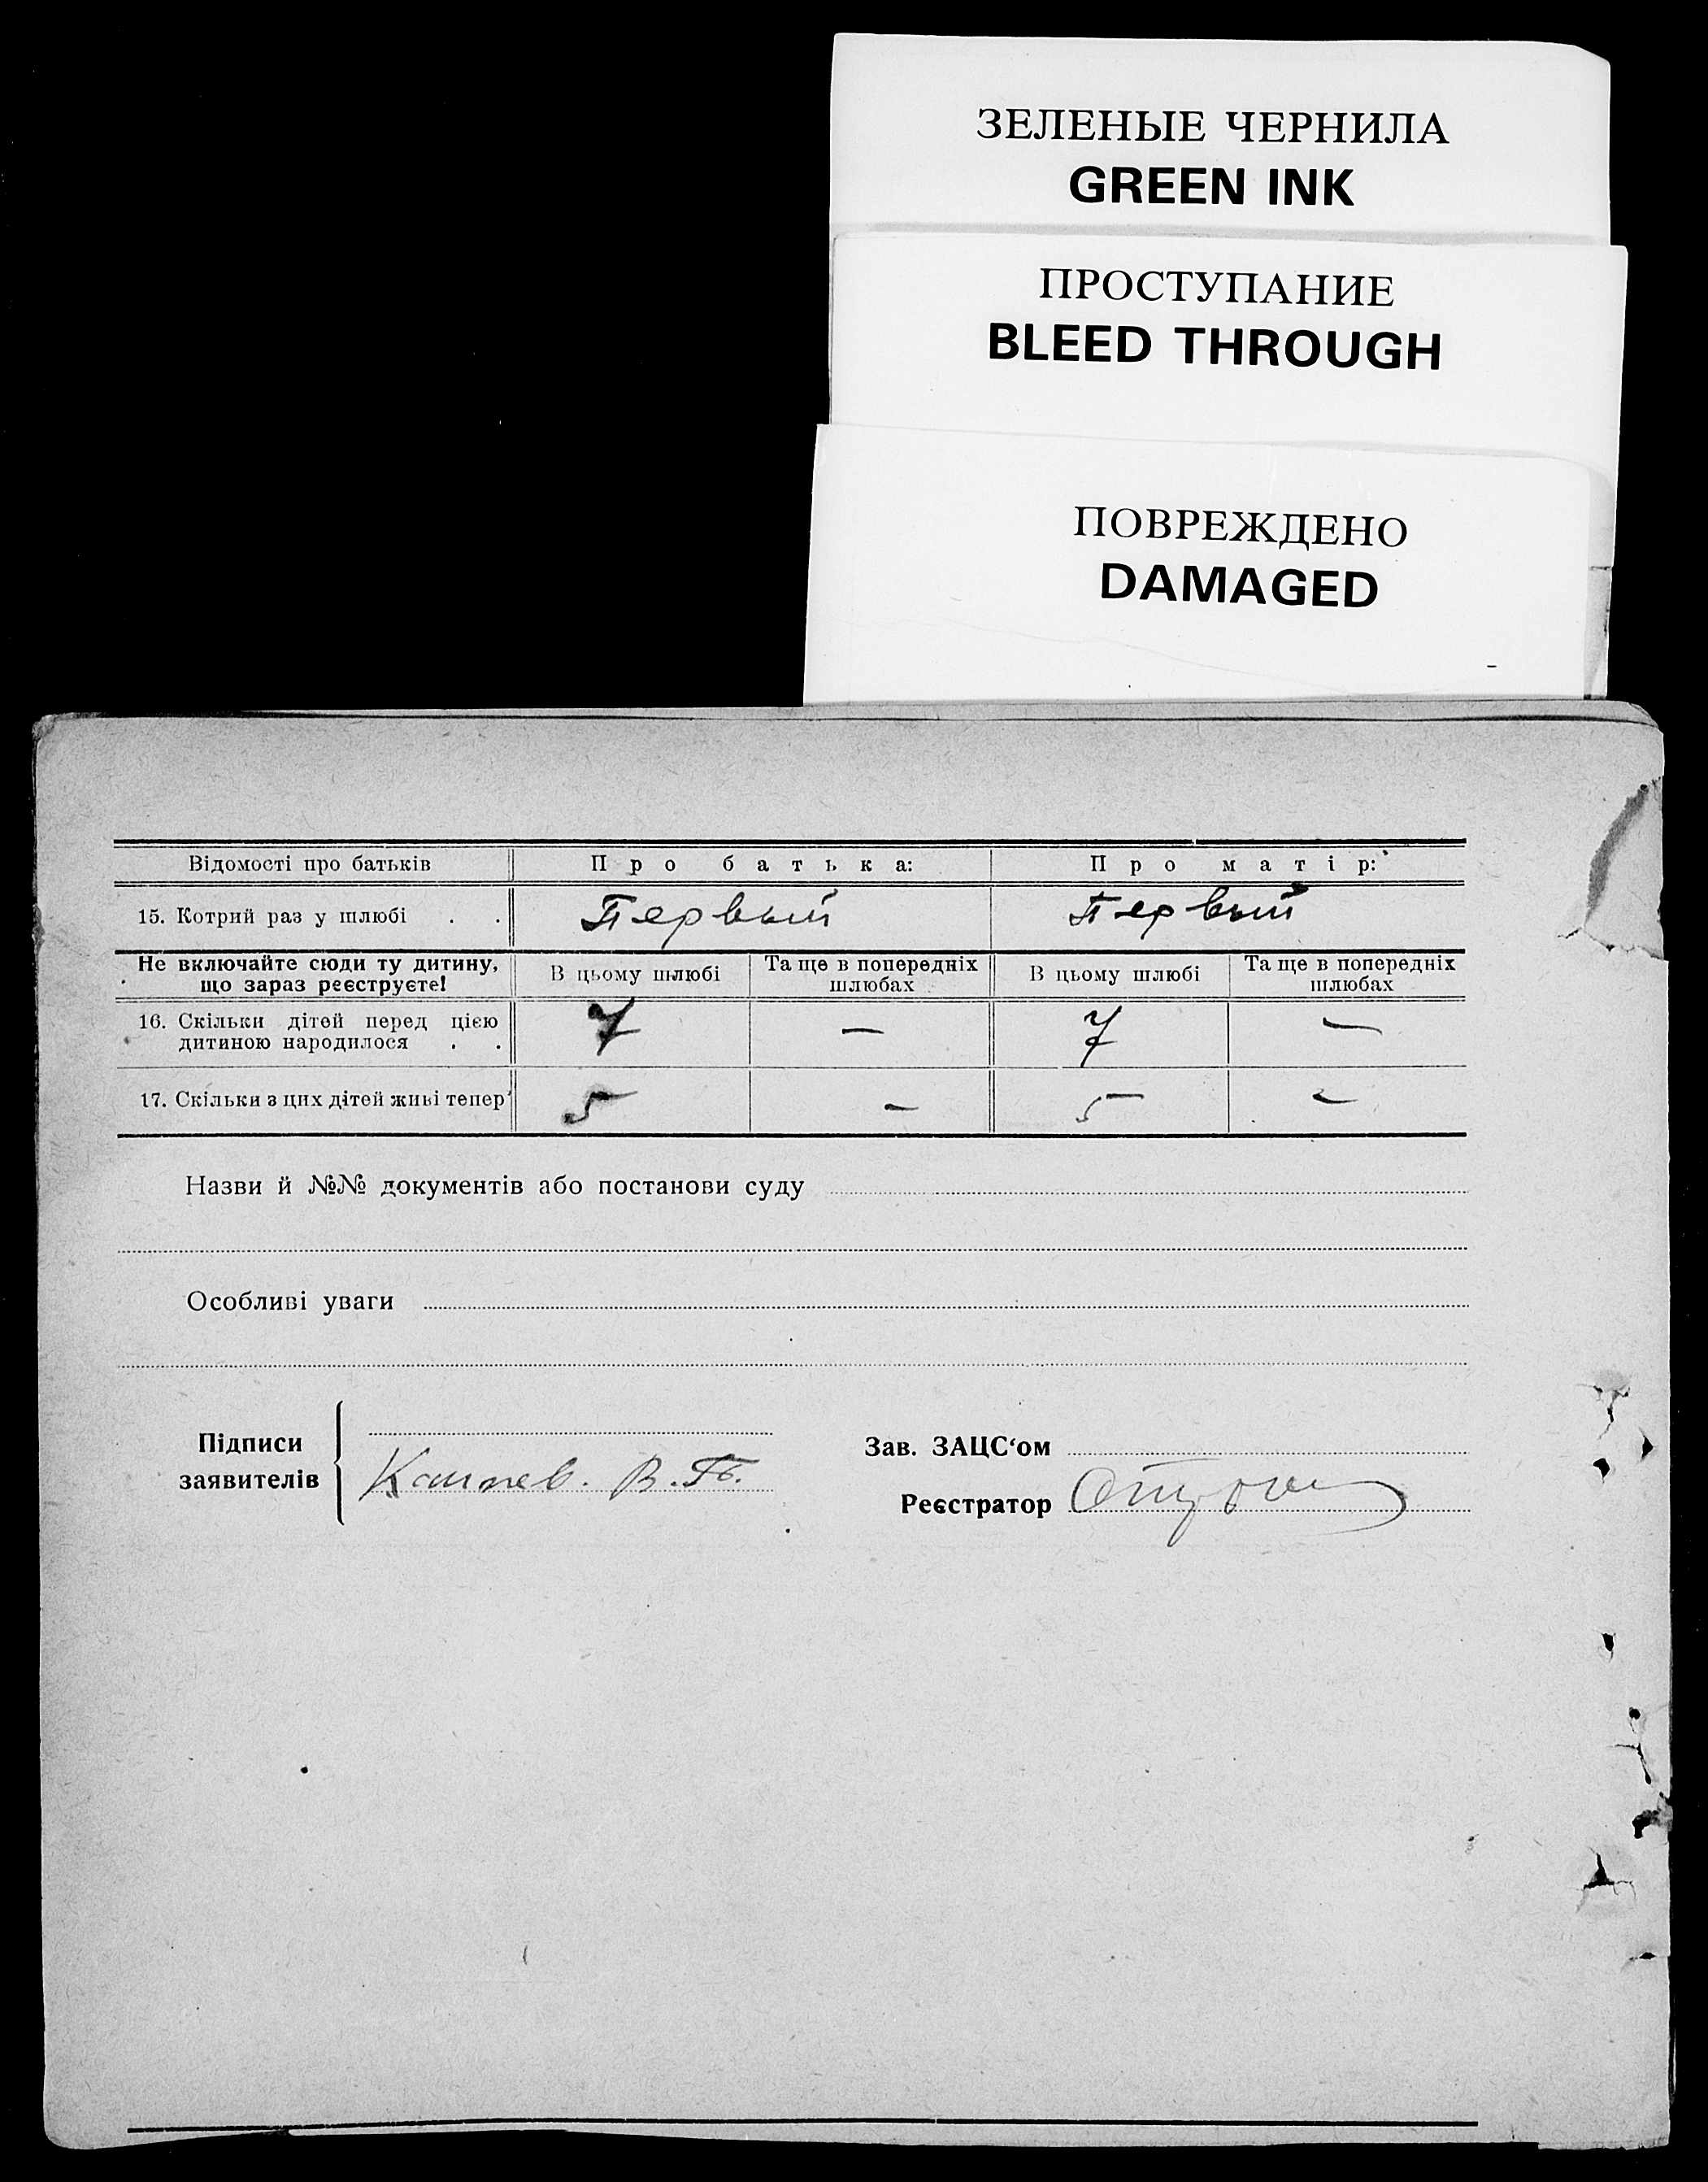 ЗЕЛЕНЫЕ ЧЕРНИЛА
GREEN INK
ПРОСТУПАНИЕ
BLEED THROUGH
ПОВРЕЖДЕНО
DAMAGED
Відомості про батьків Про батька: Про матір:
15. Котрий раз у шлюбі . . Первый Первый
Не включайте сюди ту дитину, що зараз реєструєте! В цьому шлюбі Та ще в попередніх шлюбах В цьому шлюбі Та ще в попередніх шлюбах
16. Скільки дітей перед цією дитиною народилося . . 7 — 7 —
17. Скільки з цих дітей живі тепер 5 — 5 —
Назви й №№ документів або постанови суду
Особливі уваги
Підписи заявителів
В.
Зав. ЗАЦС‘ом
Реєстратор